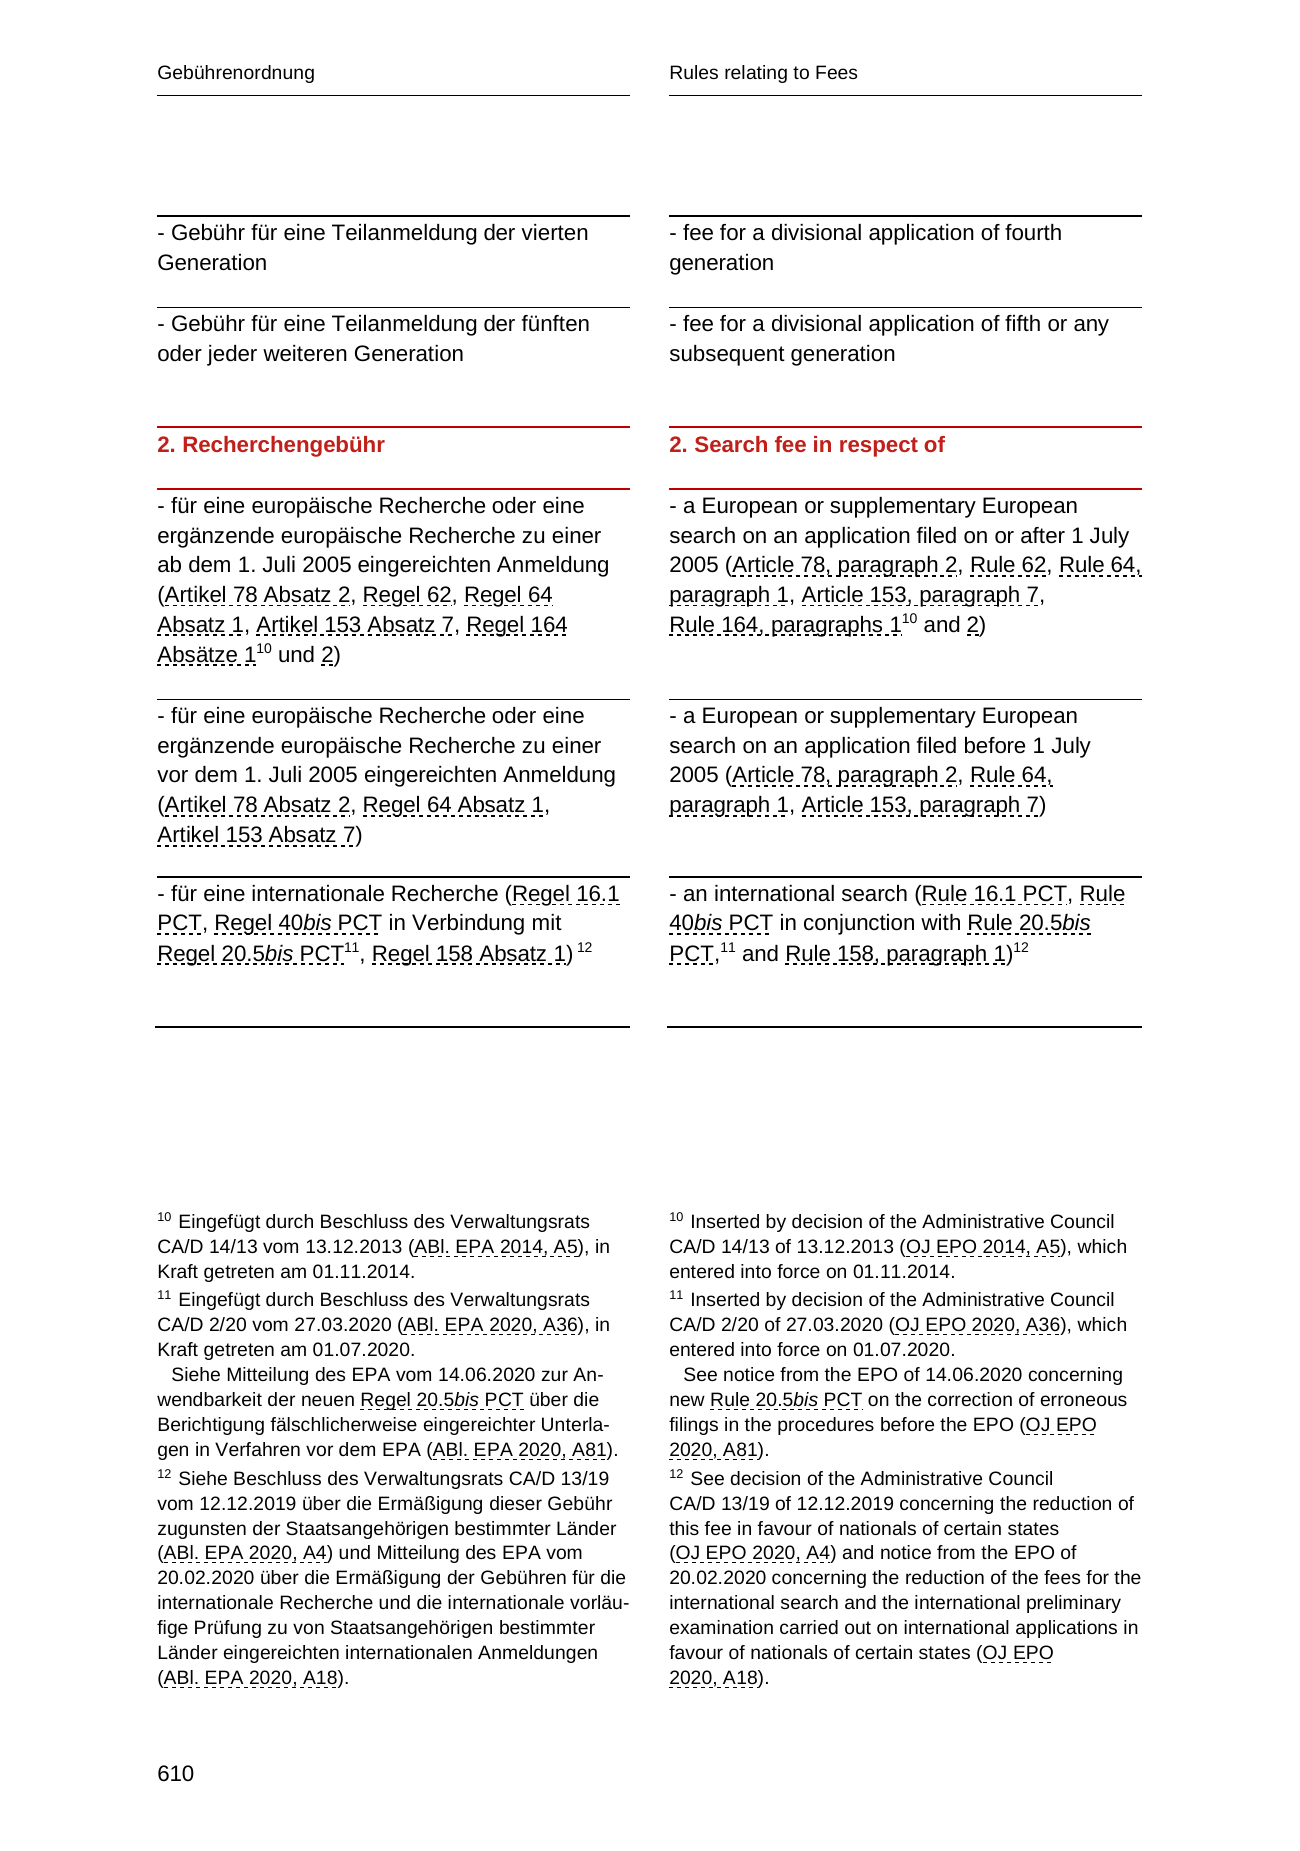 Gebührenordnung
- Gebühr für eine Teilanmeldung der vierten
Generation
- Gebühr für eine Teilanmeldung der fünften
oder jeder weiteren Generation
2. Recherchengebühr
- für eine europäische Recherche oder eine
ergänzende europäische Recherche zu einer
ab dem 1. Juli 2005 eingereichten Anmeldung
(Artikel 78 Absatz 2, Regel 62, Regel 64
Absatz 1, Artikel 153 Absatz 7, Regel 164
Absätze 1¹⁰ und 2)
- für eine europäische Recherche oder eine
ergänzende europäische Recherche zu einer
vor dem 1. Juli 2005 eingereichten Anmeldung
(Artikel 78 Absatz 2, Regel 64 Absatz 1,
Artikel 153 Absatz 7)
- für eine internationale Recherche (Regel 16.1
PCT, Regel 40bis PCT in Verbindung mit
Regel 20.5bis PCT¹¹, Regel 158 Absatz 1) ¹²
¹⁰ Eingefügt durch Beschluss des Verwaltungsrats
CA/D 14/13 vom 13.12.2013 (ABl. EPA 2014, A5), in
Kraft getreten am 01.11.2014.
¹¹ Eingefügt durch Beschluss des Verwaltungsrats
CA/D 2/20 vom 27.03.2020 (ABl. EPA 2020, A36), in
Kraft getreten am 01.07.2020.
Siehe Mitteilung des EPA vom 14.06.2020 zur An-
wendbarkeit der neuen Regel 20.5bis PCT über die
Berichtigung fälschlicherweise eingereichter Unterla-
gen in Verfahren vor dem EPA (ABl. EPA 2020, A81).
¹² Siehe Beschluss des Verwaltungsrats CA/D 13/19
vom 12.12.2019 über die Ermäßigung dieser Gebühr
zugunsten der Staatsangehörigen bestimmter Länder
(ABl. EPA 2020, A4) und Mitteilung des EPA vom
20.02.2020 über die Ermäßigung der Gebühren für die
internationale Recherche und die internationale vorläu-
fige Prüfung zu von Staatsangehörigen bestimmter
Länder eingereichten internationalen Anmeldungen
(ABl. EPA 2020, A18).
Rules relating to Fees
- fee for a divisional application of fourth
generation
- fee for a divisional application of fifth or any
subsequent generation
2. Search fee in respect of
- a European or supplementary European
search on an application filed on or after 1 July
2005 (Article 78, paragraph 2, Rule 62, Rule 64,
paragraph 1, Article 153, paragraph 7,
Rule 164, paragraphs 1¹⁰ and 2)
- a European or supplementary European
search on an application filed before 1 July
2005 (Article 78, paragraph 2, Rule 64,
paragraph 1, Article 153, paragraph 7)
- an international search (Rule 16.1 PCT, Rule
40bis PCT in conjunction with Rule 20.5bis
PCT,¹¹ and Rule 158, paragraph 1)¹²
¹⁰ Inserted by decision of the Administrative Council
CA/D 14/13 of 13.12.2013 (OJ EPO 2014, A5), which
entered into force on 01.11.2014.
¹¹ Inserted by decision of the Administrative Council
CA/D 2/20 of 27.03.2020 (OJ EPO 2020, A36), which
entered into force on 01.07.2020.
See notice from the EPO of 14.06.2020 concerning
new Rule 20.5bis PCT on the correction of erroneous
filings in the procedures before the EPO (OJ EPO
2020, A81).
¹² See decision of the Administrative Council
CA/D 13/19 of 12.12.2019 concerning the reduction of
this fee in favour of nationals of certain states
(OJ EPO 2020, A4) and notice from the EPO of
20.02.2020 concerning the reduction of the fees for the
international search and the international preliminary
examination carried out on international applications in
favour of nationals of certain states (OJ EPO
2020, A18).
610